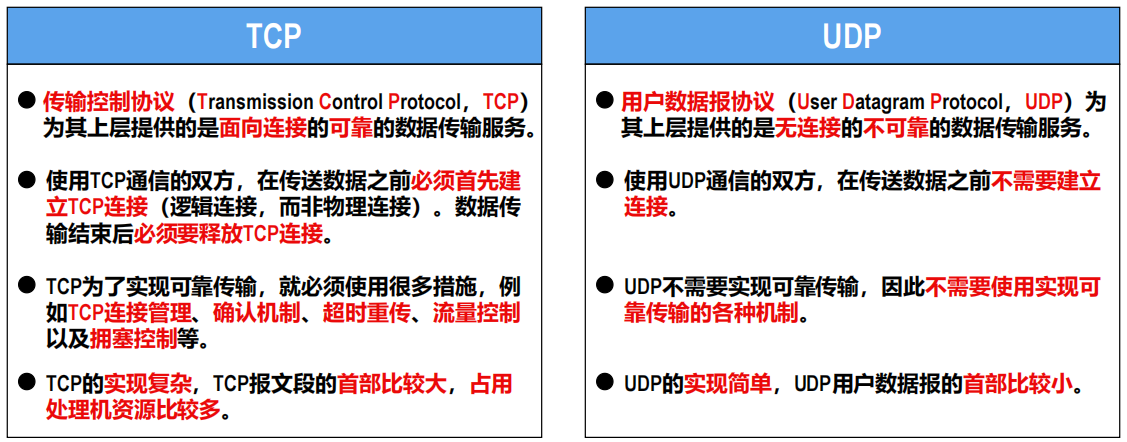 TCP
● 传输控制协议（Transmission Control Protocol，TCP）
为其上层提供的是面向连接的可靠的数据传输服务。
● 使用TCP通信的双方，在传送数据之前必须首先建
立TCP连接（逻辑连接，而非物理连接）。数据传
输结束后必须要释放TCP连接。
● TCP为了实现可靠传输，就必须使用很多措施，例
如TCP连接管理、确认机制、超时重传、流量控制
以及拥塞控制等。
● TCP的实现复杂，TCP报文段的首部比较大，占用
处理机资源比较多。
UDP
● 用户数据报协议（User Datagram Protocol，UDP）为
其上层提供的是无连接的不可靠的数据传输服务。
● 使用UDP通信的双方，在传送数据之前不需要建立
连接。
● UDP不需要实现可靠传输，因此不需要使用实现可
靠传输的各种机制。
● UDP的实现简单，UDP用户数据报的首部比较小。